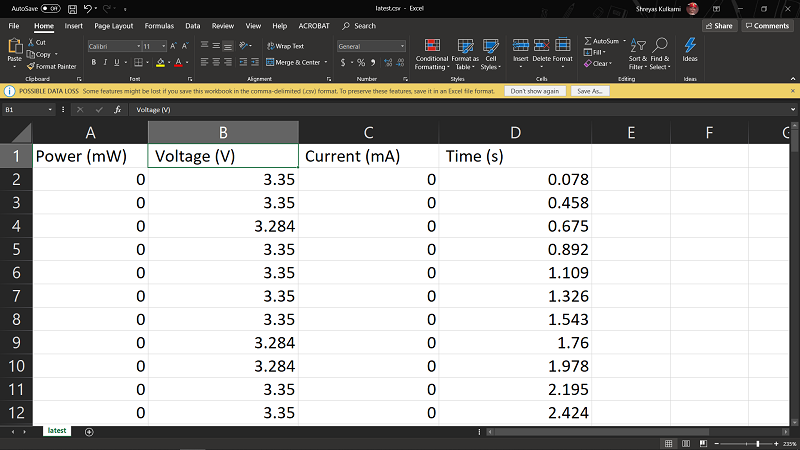 AutoSave Off latest.csv - Excel Shreyas Kulkarni
File Home Insert Page Layout Formulas Data Review View Help ACROBAT Search Share Comments
Paste Cut Copy Format Painter
Calibri 11 B I U
Wrap Text Merge & Center
General $ % ,
Conditional Formatting Format as Table Cell Styles
Insert Delete Format
AutoSum Fill Clear
Sort & Filter Find & Select
Ideas
Clipboard Font Alignment Number Styles Cells Editing Ideas
POSSIBLE DATA LOSS Some features might be lost if you save this workbook in the comma-delimited (.csv) format. To preserve these features, save it in an Excel file format. Don't show again Save As...
B1 fx Voltage (V)
A B C D E F G
1 Power (mW) Voltage (V) Current (mA) Time (s)
2 0 3.35 0 0.078
3 0 3.35 0 0.458
4 0 3.284 0 0.675
5 0 3.35 0 0.892
6 0 3.35 0 1.109
7 0 3.35 0 1.326
8 0 3.35 0 1.543
9 0 3.284 0 1.76
10 0 3.284 0 1.978
11 0 3.35 0 2.195
12 0 3.35 0 2.424
latest
235%